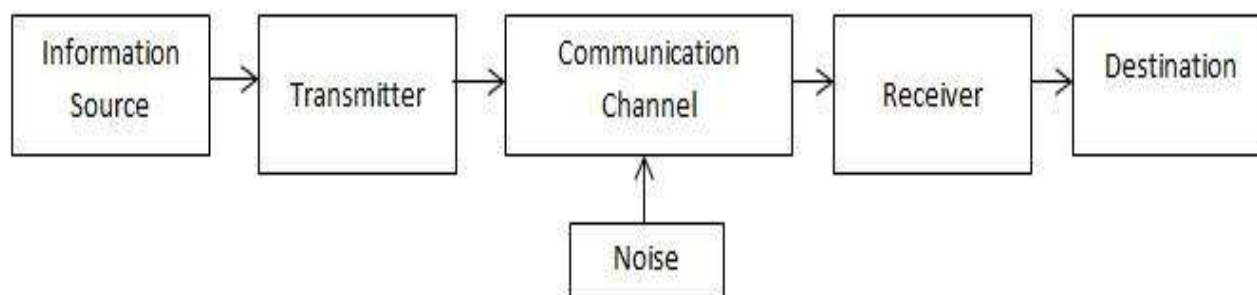 Information
Source
Transmitter
Communication
Channel
Receiver
Destination
Noise